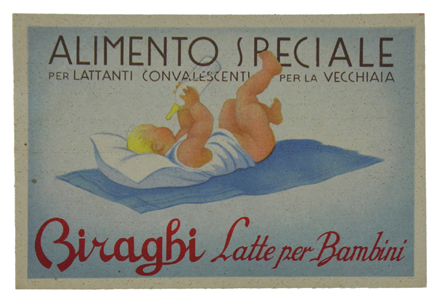 ALIMENTO SPECIALE
PER LATTANTI CONVALESCENTI PER LA VECCHIAIA
Biraghi Latte per Bambini